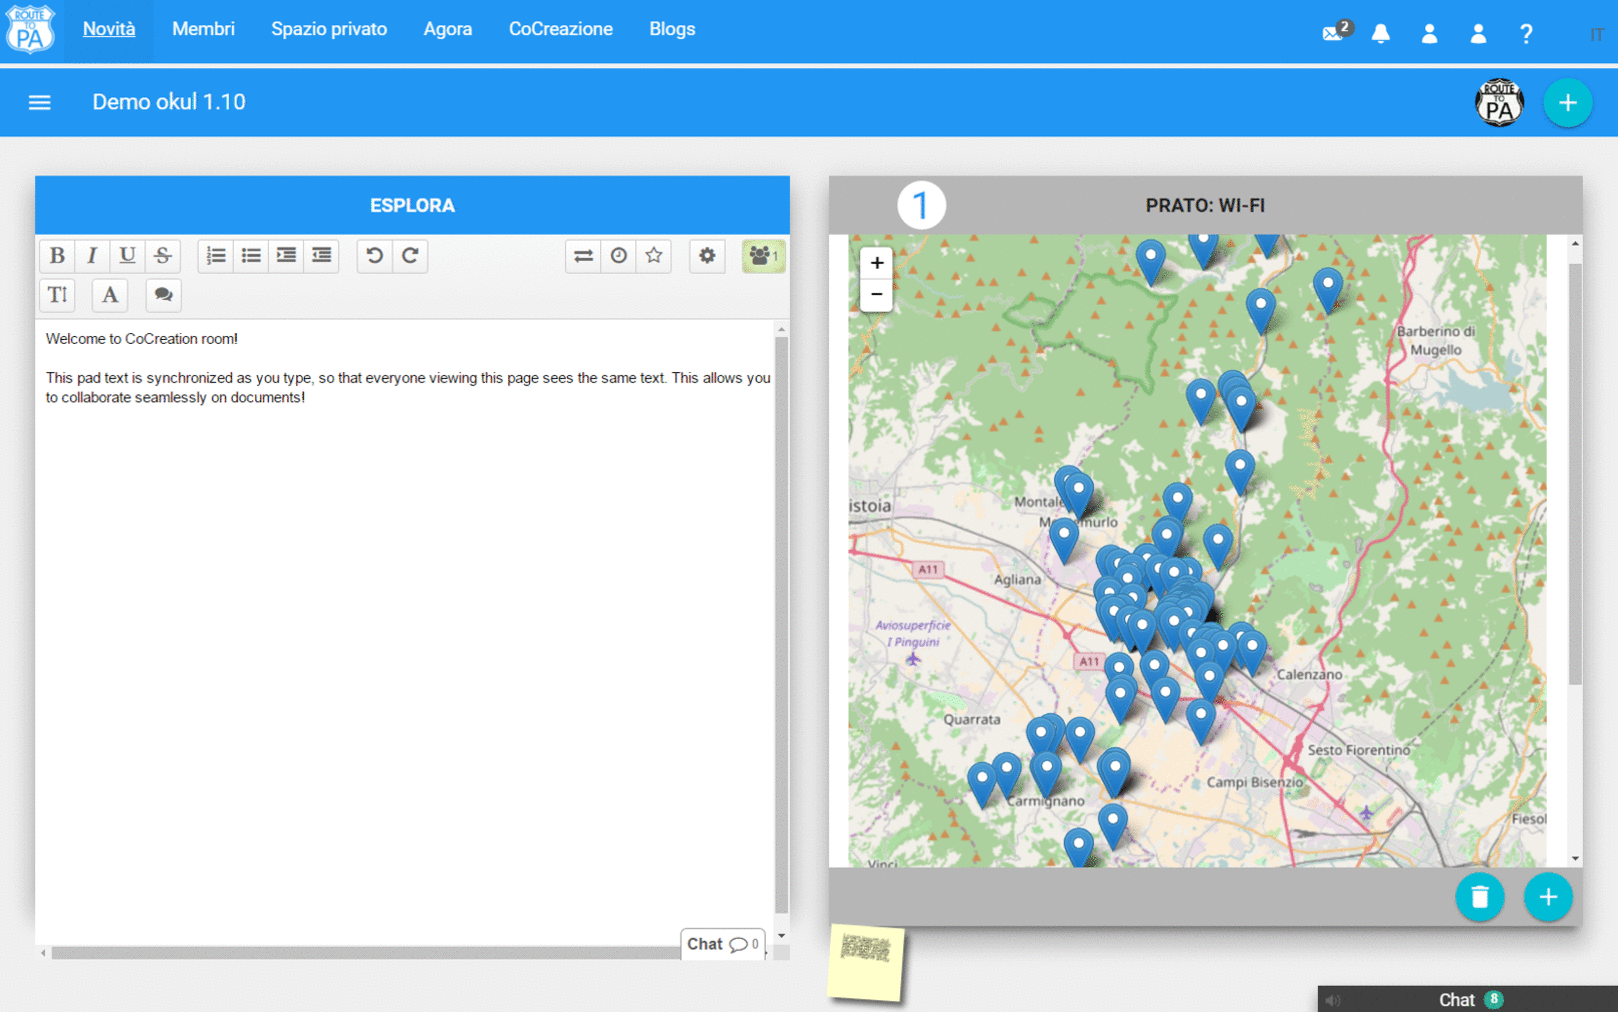 ROUTE
TO
PA
Novità Membri Spazio privato Agora CoCreazione Blogs
2
?
IT
Demo okul 1.10
ROUTE
TO
PA
+
ESPLORA
B I U S
1
T A
Welcome to CoCreation room!
This pad text is synchronized as you type, so that everyone viewing this page sees the same text. This allows you
to collaborate seamlessly on documents!
Chat 0
1 PRATO: WI-FI
+
−
Barberino di
Mugello
istoia
Montale
A11
Agliana
Aviosuperficie
I Pinguini
A11
Calenzano
Quarrata
Sesto Fiorentino
Campi Bisenzio
Carmignano
Fiesol
Vinci
+
Chat 8